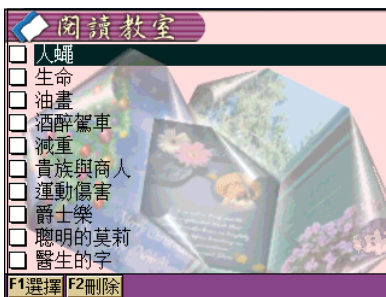 閱讀教室
人蠅
生命
油畫
酒醉駕車
減重
貴族與商人
運動傷害
爵士樂
聰明的莫莉
醫生的字
F1選擇 F2刪除